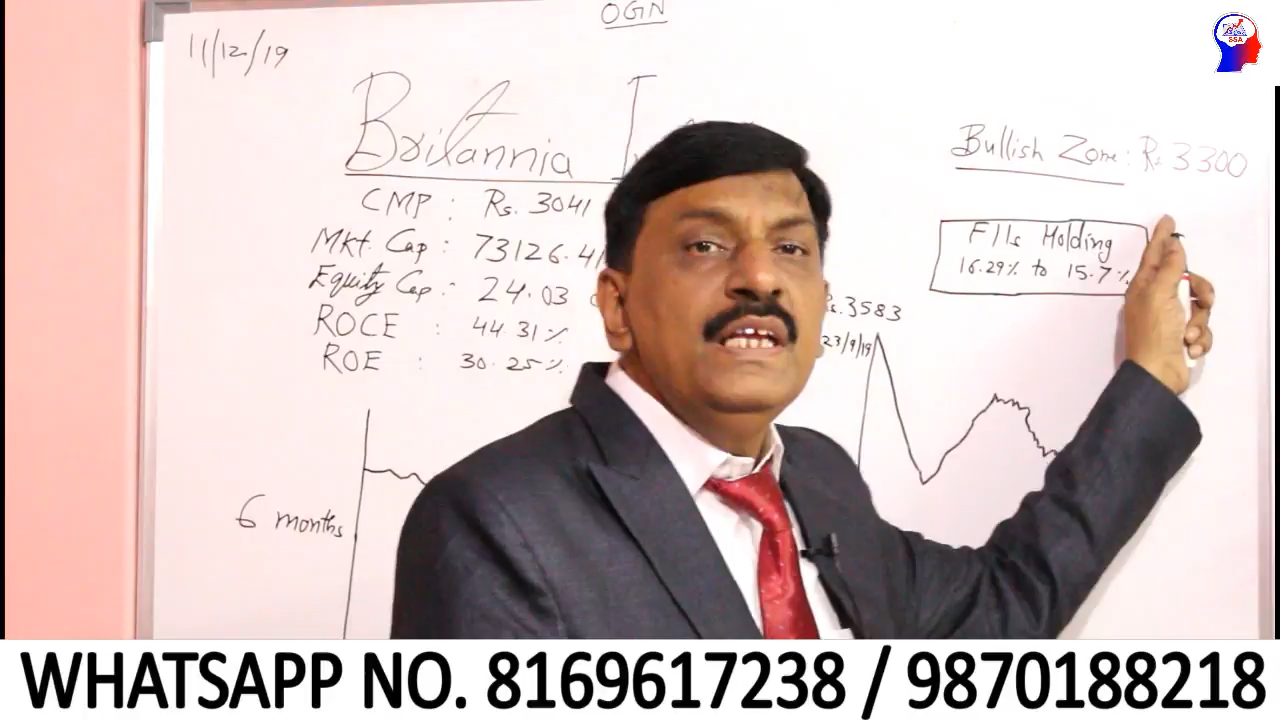 OGN
11/12/19
Britannia
Bullish Zone: Rs. 3300
CMP : Rs. 3041
Mkt. Cap : 73126.41
Equity Cap : 24.03
ROCE : 44.31%
ROE : 30.25%
FIIs Holding
16.29% to 15.7%
Rs. 3583
23/9/19
6 months
SSA
WHATSAPP NO. 8169617238 / 9870188218